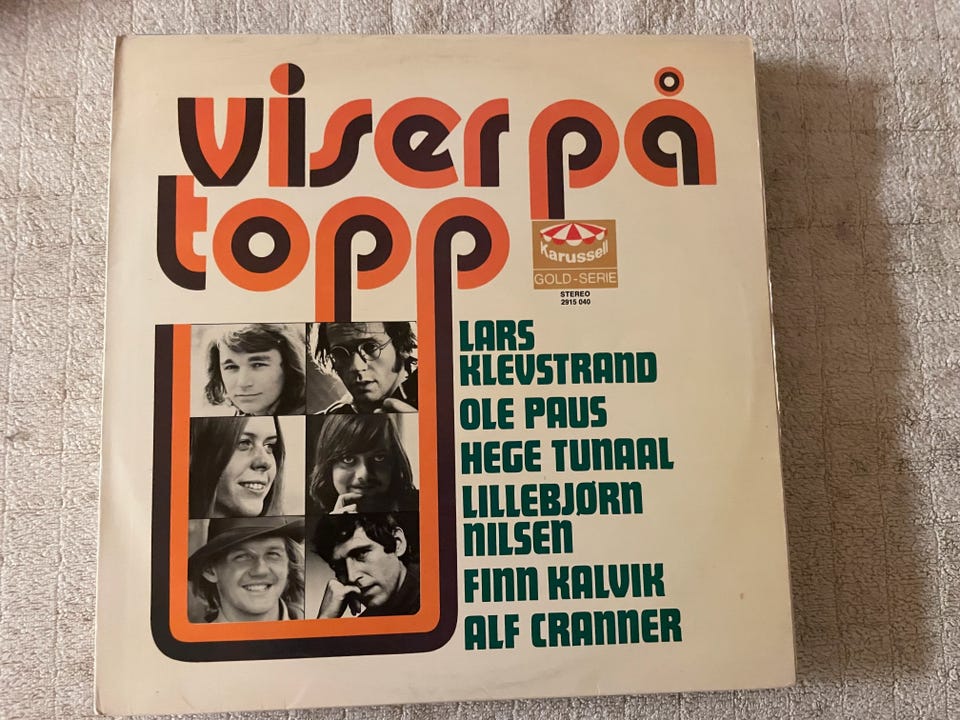 viser på
topp
Karussell
GOLD-SERIE
STEREO
2915 040
LARS
KLEVSTRAND
OLE PAUS
HEGE TUNAAL
LILLEBJØRN
NILSEN
FINN KALVIK
ALF CRANNER